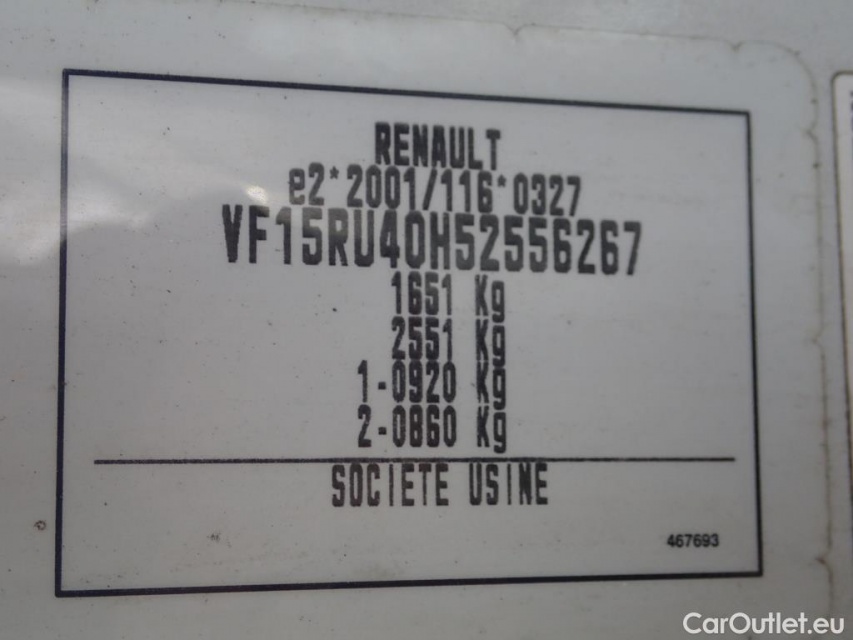 RENAULT
e2*2001/116*0327
VF15RU40H52556267
1651 Kg
2551 Kg
1-0920 Kg
2-0860 Kg
SOCIETE USINE
467693
CarOutlet.eu